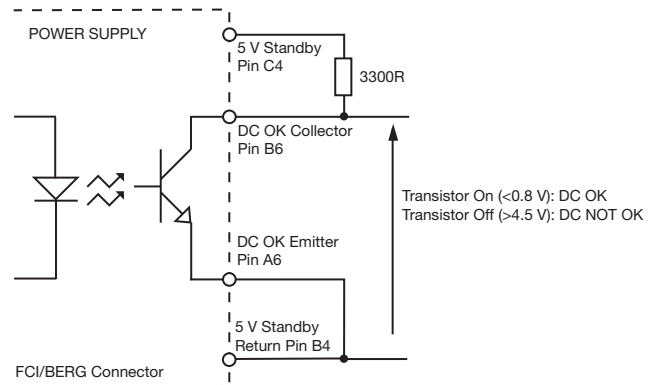 POWER SUPPLY
5 V Standby
Pin C4
3300R
DC OK Collector
Pin B6
Transistor On (<0.8 V): DC OK
Transistor Off (>4.5 V): DC NOT OK
DC OK Emitter
Pin A6
5 V Standby
Return Pin B4
FCI/BERG Connector